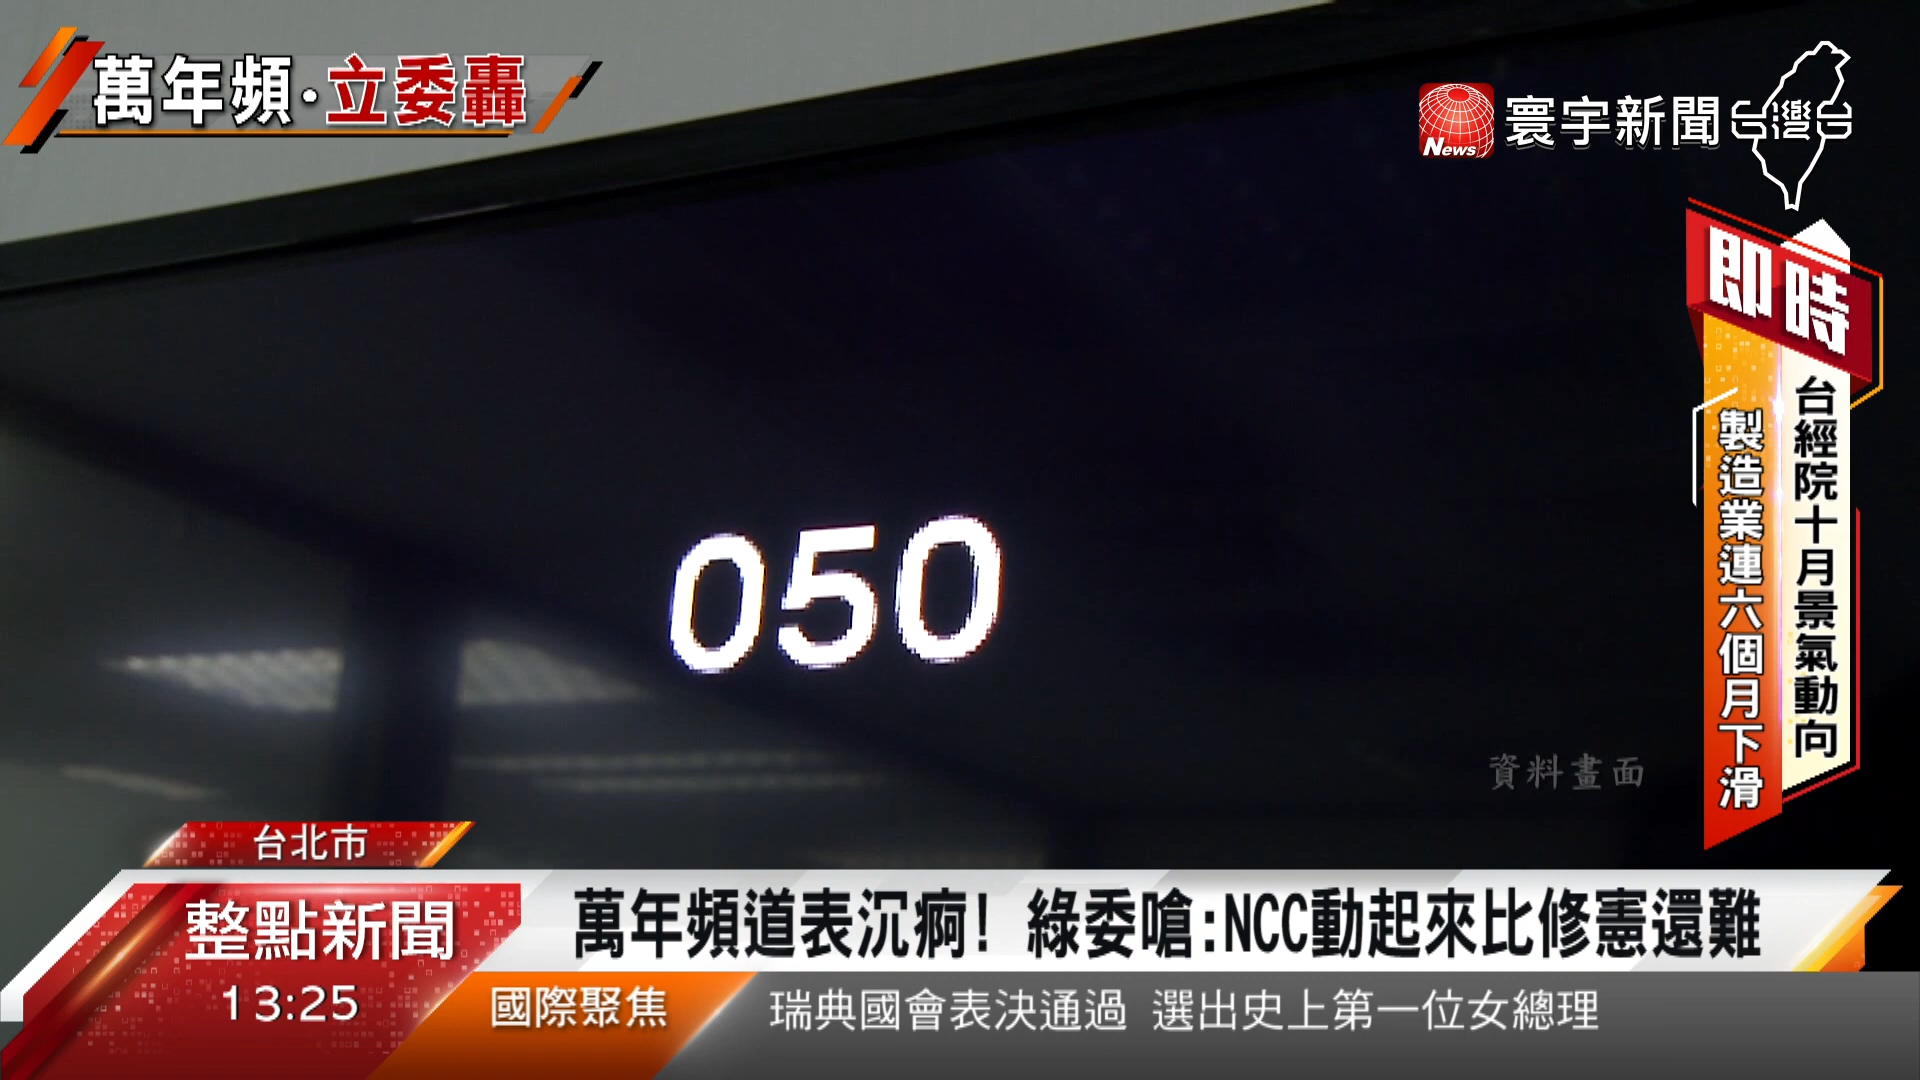 萬年頻·立委轟
News 寰宇新聞 台灣台
即時
台經院十月景氣動向
製造業連六個月下滑
050
資料畫面
台北市
整點新聞
萬年頻道表沉痾! 綠委嗆:NCC動起來比修憲還難
13:25
國際聚焦
瑞典國會表決通過 選出史上第一位女總理